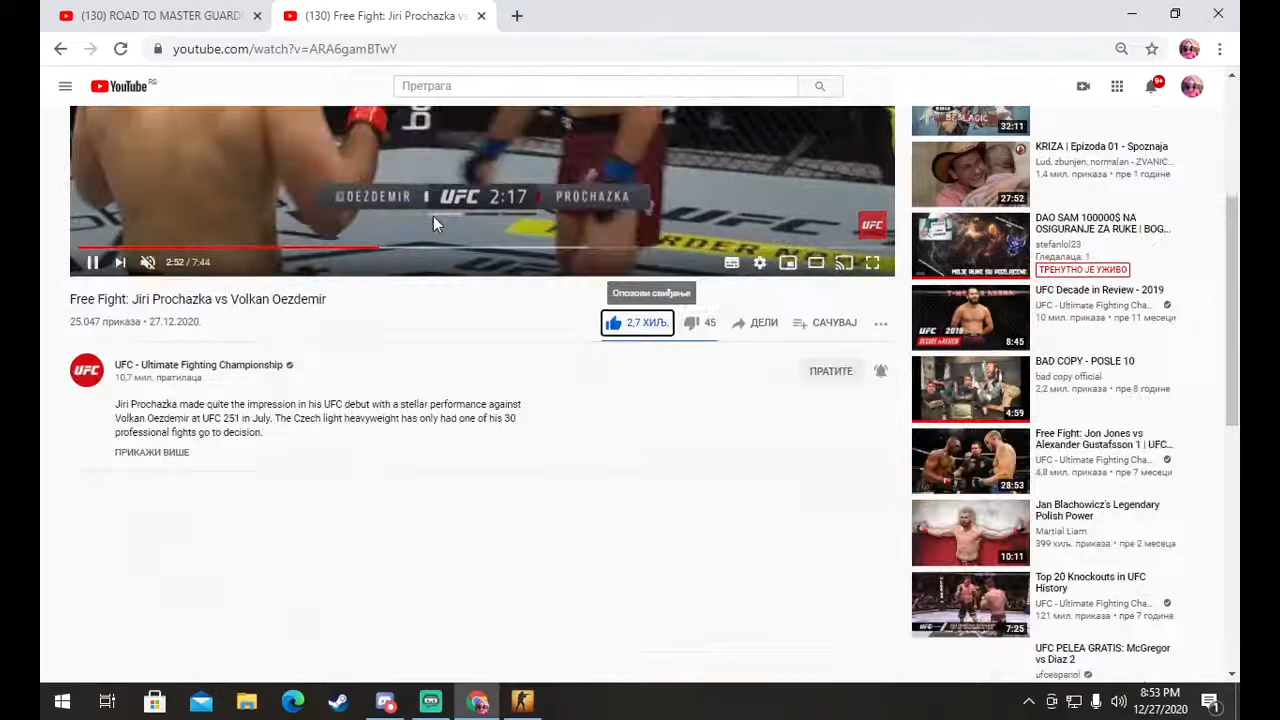 (130) ROAD TO MASTER GUARD
(130) Free Fight: Jiri Prochazka vs
youtube.com/watch?v=ARA6gamBTwY
YouTube RS
Претрага
9+
OEZDEMIR UFC 2:17 PROCHAZKA
UFC
2:52 / 7:44
Free Fight: Jiri Prochazka vs Volkan Oezdemir
Опозови свиђање
25.047 приказа • 27.12.2020.
2,7 ХИЉ.
45
ДЕЛИ
САЧУВАЈ
UFC
UFC - Ultimate Fighting Championship
10,7 мил. пратилаца
ПРАТИТЕ
Jiri Prochazka made quite the impression in his UFC debut with a stellar performance against
Volkan Oezdemir at UFC 251 in July. The Czech light heavyweight has only had one of his 30
professional fights go to decision.
ПРИКАЖИ ВИШЕ
BESLAGIC
32:11
KRIZA | Epizoda 01 - Spoznaja
Lud, zbunjen, normalan - ZVANIC...
1.4 мил. приказа • пре 1 године
27:52
DAO SAM 100000$ NA
OSIGURANJE ZA RUKE | BOG...
stefanlol23
Гледалаца: 1
ТРЕНУТНО ЈЕ УЖИВО
MOJE RUKE SU POZLACENE
UFC Decade in Review - 2019
UFC - Ultimate Fighting Cha...
10 мил. приказа • пре 11 месеци
8:45
BAD COPY - POSLE 10
bad copy official
2,2 мил. приказа • пре 8 године
4:59
Free Fight: Jon Jones vs
Alexander Gustafsson 1 | UFC...
UFC - Ultimate Fighting Cha...
4,8 мил. приказа • пре 7 месеци
28:53
Jan Blachowicz's Legendary
Polish Power
Martial Liam
399 хиљ. приказа • пре 2 месеца
10:11
Top 20 Knockouts in UFC
History
UFC - Ultimate Fighting Cha...
121 мил. приказа • пре 7 година
7:25
UFC PELEA GRATIS: McGregor
vs Diaz 2
ufcespanol
8:53 PM
12/27/2020
1